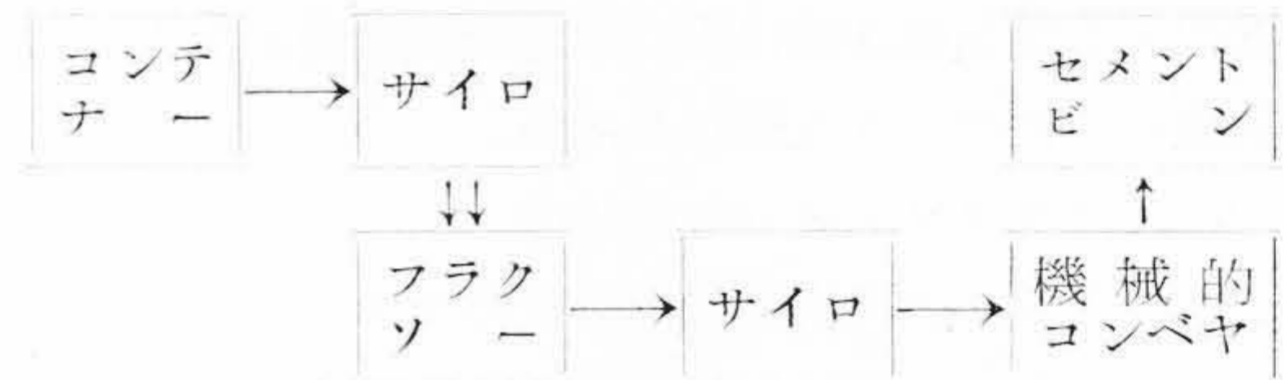 コンテ
ナー
サイロ
セメント
ビン
↓↓
↑
フラク
ソー
サイロ
機械的
コンベヤ